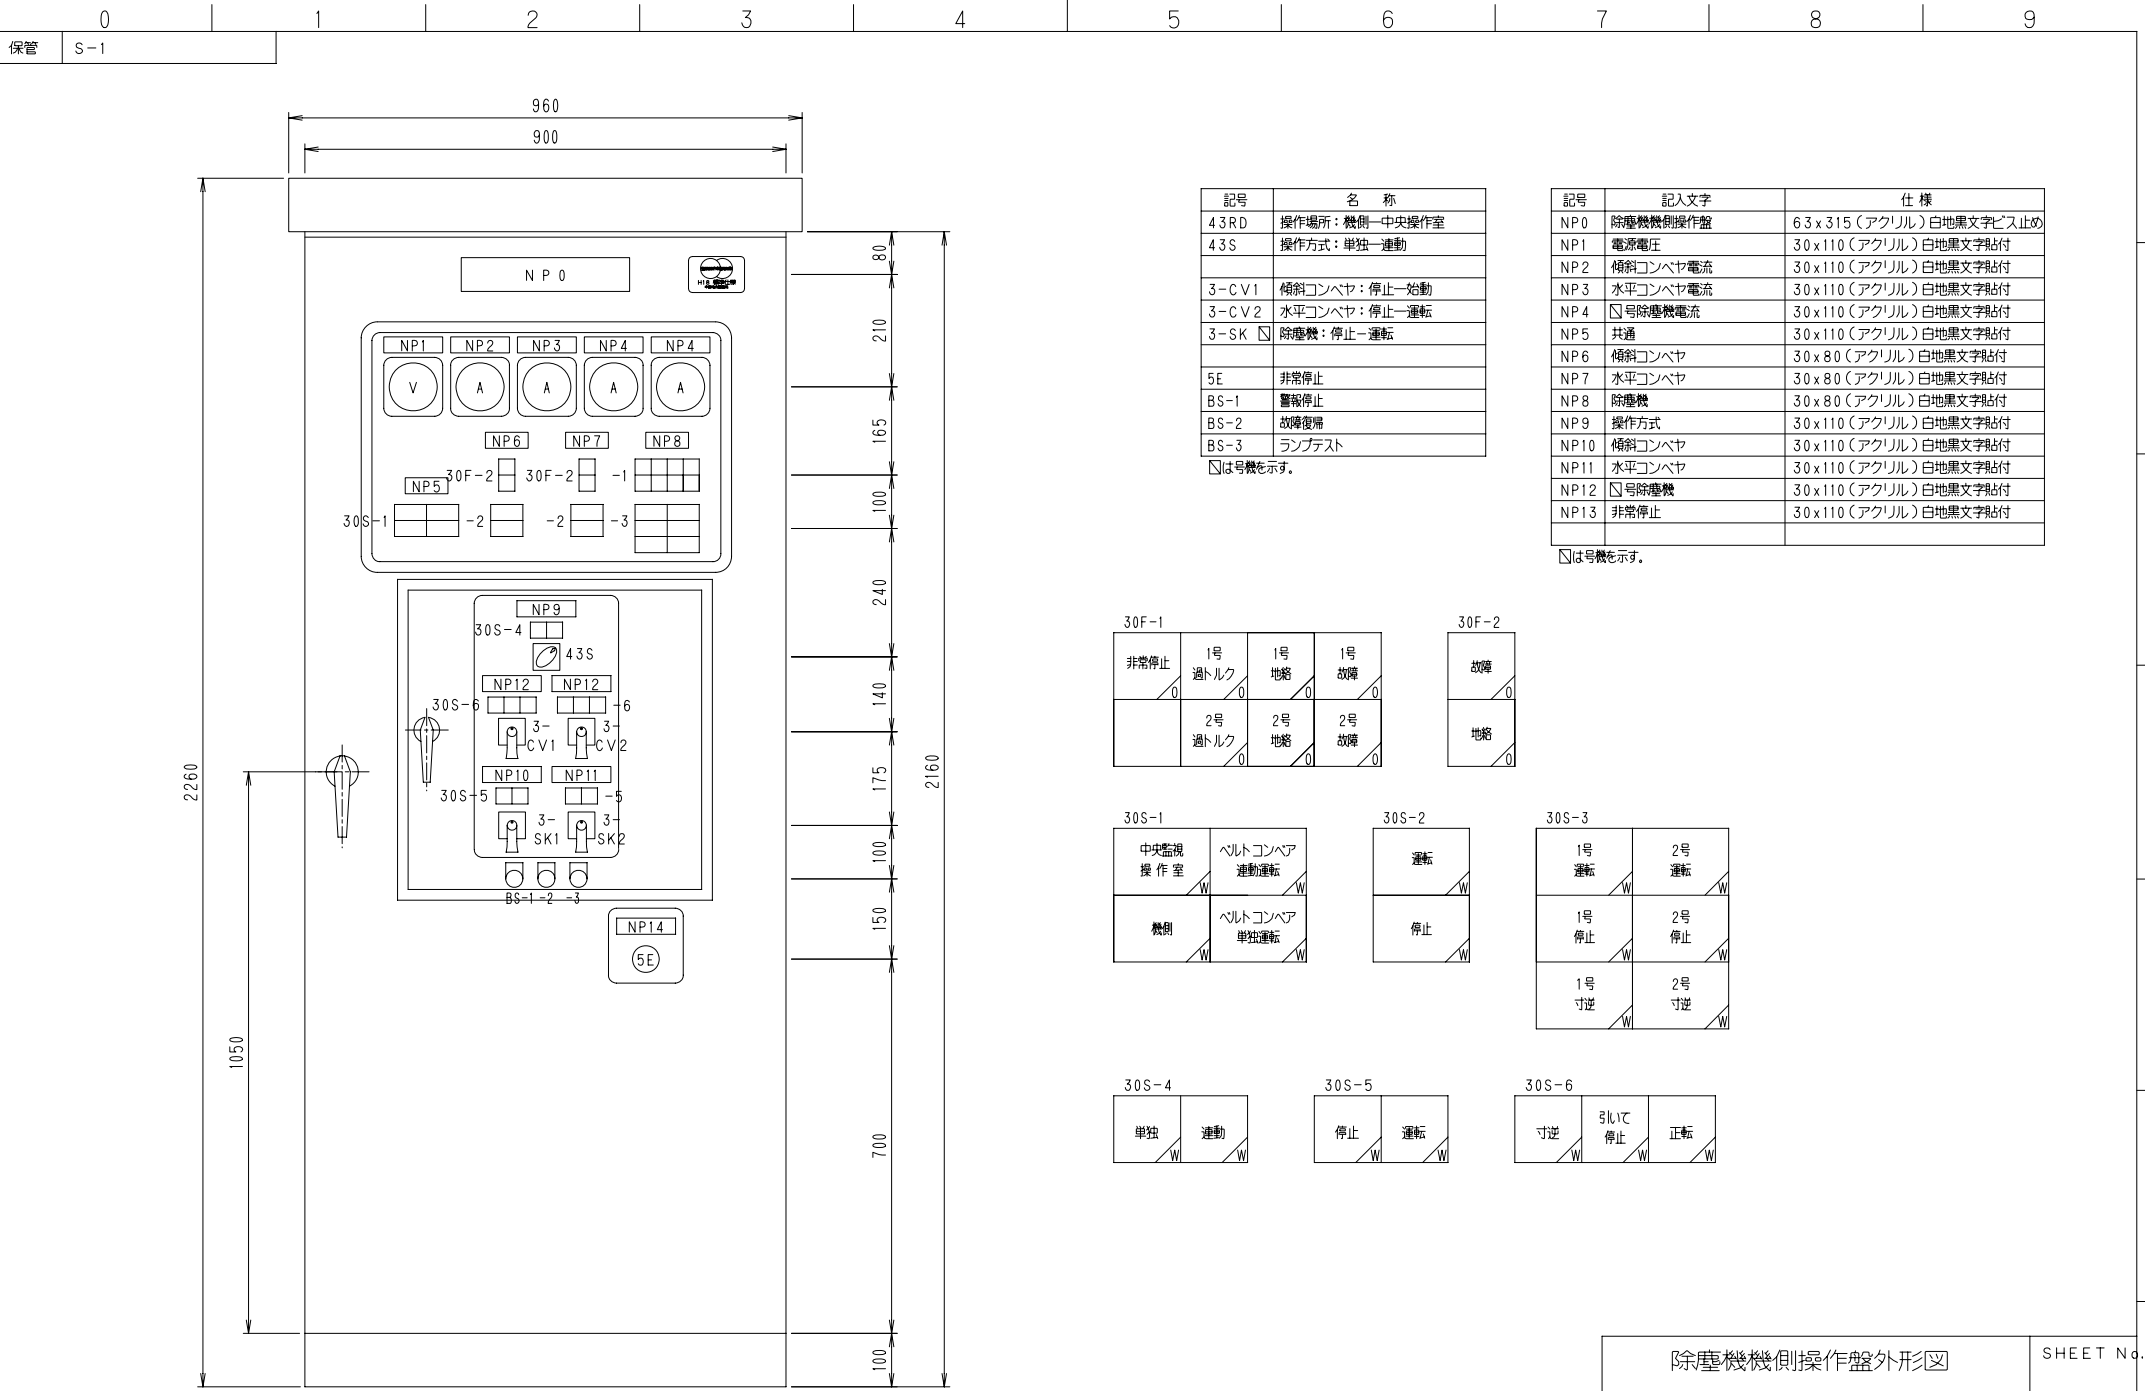 0 1 2 3 4 5 6 7 8 9
保管 S-1
960
900
80
210
165
100
240
140
175
100
150
700
100
2260
1050
2160
NP0
NP1 NP2 NP3 NP4 NP4
V A A A A
NP6 NP7 NP8
30F-2 30F-2 -1
NP5
30S-1 -2 -2 -3
NP9
30S-4
43S
NP12 NP12
30S-6 -6
3-CV1 3-CV2
NP10 NP11
30S-5 -5
3-SK1 3-SK2
BS-1 -2 -3
NP14
5E
記号 名 称
43RD 操作場所：機側―中央操作室
43S 操作方式：単独―連動
3-CV1 傾斜コンベヤ：停止―始動
3-CV2 水平コンベヤ：停止―運転
3-SK 除塵機：停止－運転
5E 非常停止
BS-1 警報停止
BS-2 故障復帰
BS-3 ランプテスト
は号機を示す。
記号 記入文字 仕様
NP0 除塵機機側操作盤 63x315（アクリル）白地黒文字ビス止め
NP1 電源電圧 30x110（アクリル）白地黒文字貼付
NP2 傾斜コンベヤ電流 30x110（アクリル）白地黒文字貼付
NP3 水平コンベヤ電流 30x110（アクリル）白地黒文字貼付
NP4 号除塵機電流 30x110（アクリル）白地黒文字貼付
NP5 共通 30x110（アクリル）白地黒文字貼付
NP6 傾斜コンベヤ 30x80（アクリル）白地黒文字貼付
NP7 水平コンベヤ 30x80（アクリル）白地黒文字貼付
NP8 除塵機 30x80（アクリル）白地黒文字貼付
NP9 操作方式 30x110（アクリル）白地黒文字貼付
NP10 傾斜コンベヤ 30x110（アクリル）白地黒文字貼付
NP11 水平コンベヤ 30x110（アクリル）白地黒文字貼付
NP12 号除塵機 30x110（アクリル）白地黒文字貼付
NP13 非常停止 30x110（アクリル）白地黒文字貼付
は号機を示す。
30F-1
非常停止 O 1号 過トルク O 1号 地絡 O 1号 故障 O
2号 過トルク O 2号 地絡 O 2号 故障 O
30F-2
故障 O
地絡 O
30S-1
中央監視 操作室 W ベルトコンベア 連動運転 W
機側 W ベルトコンベア 単独運転 W
30S-2
運転 W
停止 W
30S-3
1号 運転 W 2号 運転 W
1号 停止 W 2号 停止 W
1号 寸逆 W 2号 寸逆 W
30S-4
単独 W 連動 W
30S-5
停止 W 運転 W
30S-6
寸逆 W 引いて 停止 W 正転 W
除塵機機側操作盤外形図
SHEET No.